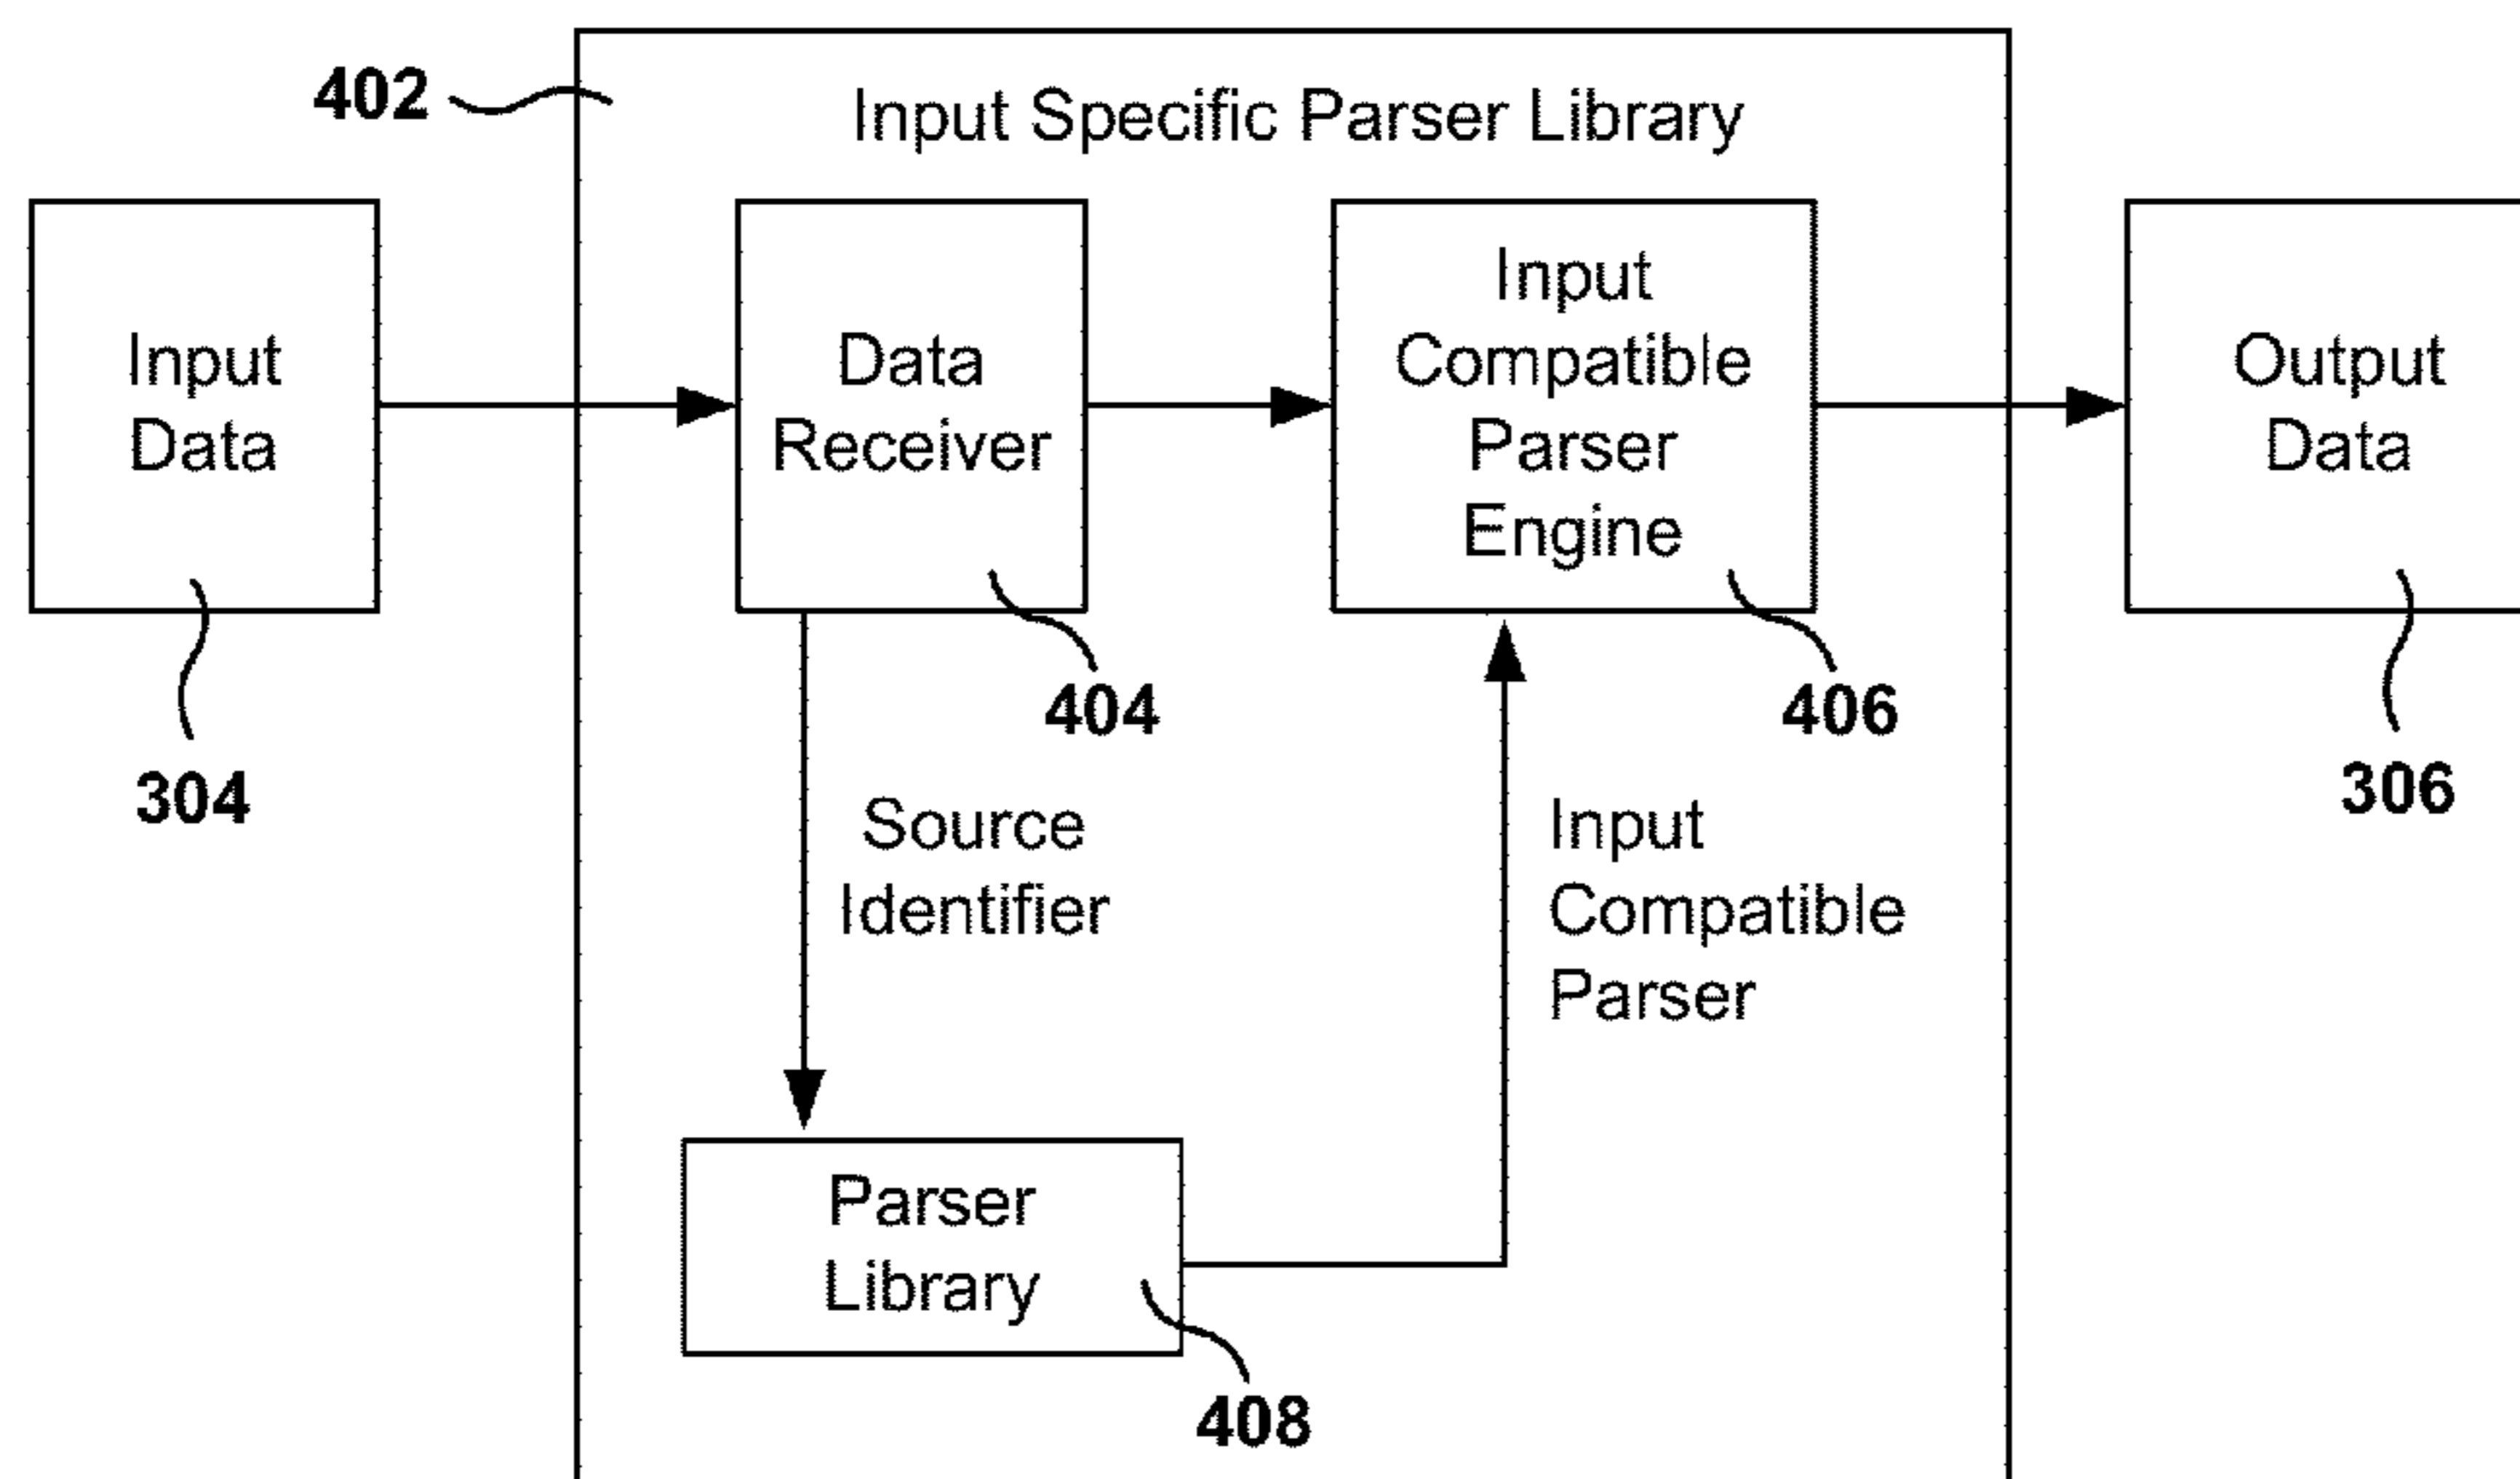 402
Input Specific Parser Library
Input
Data
304
Data
Receiver
404
Input
Compatible
Parser
Engine
406
Output
Data
306
Source
Identifier
Input
Compatible
Parser
Parser
Library
408